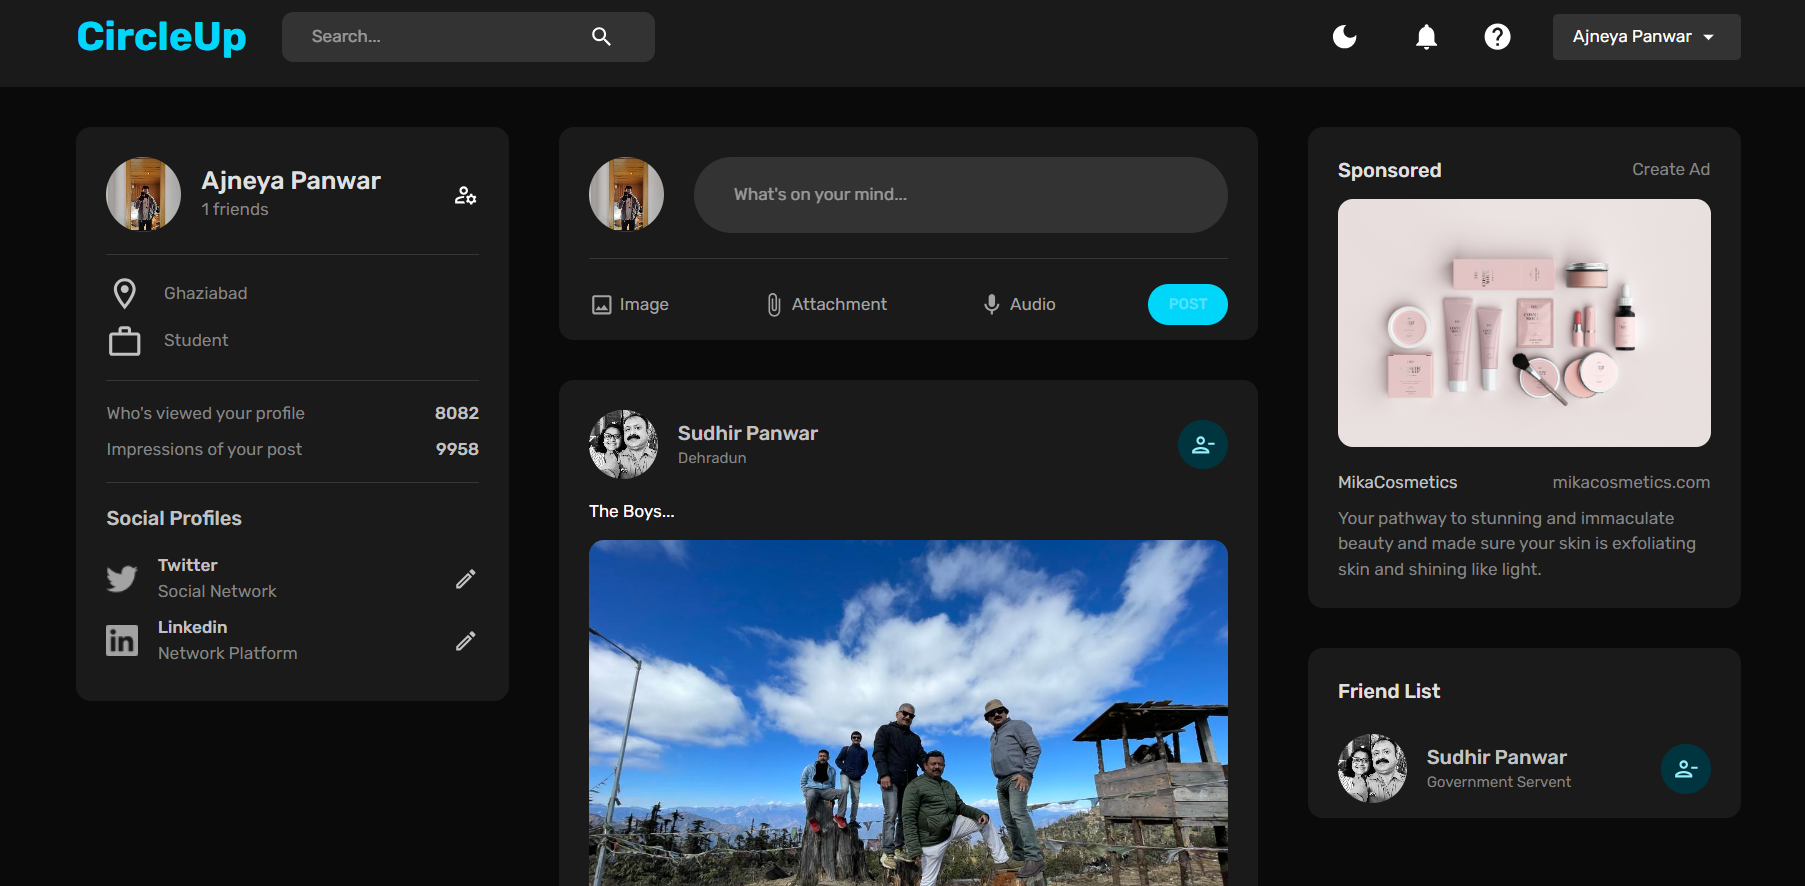 CircleUp
Search...
Ajneya Panwar
Ajneya Panwar
1 friends
Ghaziabad
Student
Who's viewed your profile 8082
Impressions of your post 9958
Social Profiles
Twitter
Social Network
Linkedin
Network Platform
What's on your mind...
Image Attachment Audio POST
Sudhir Panwar
Dehradun
The Boys...
Sponsored Create Ad
MikaCosmetics mikacosmetics.com
Your pathway to stunning and immaculate
beauty and made sure your skin is exfoliating
skin and shining like light.
Friend List
Sudhir Panwar
Government Servent